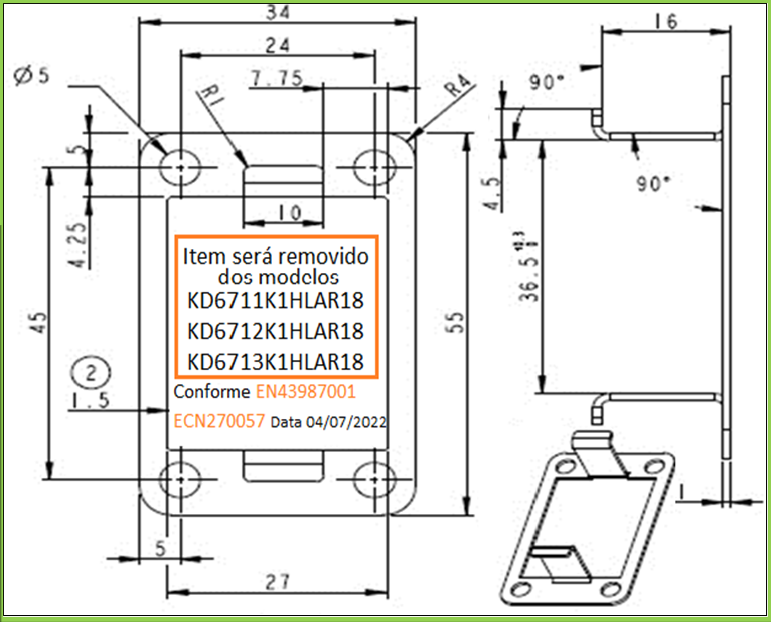 34
24
16
Ø5
7.75
R1
R4
90°
5
4.5
90°
4.25
10
Item será removido
dos modelos
KD6711K1HLAR18
KD6712K1HLAR18
KD6713K1HLAR18
36.5
45
55
2
Conforme EN43987001
1.5
ECN270057 Data 04/07/2022
1
5
27